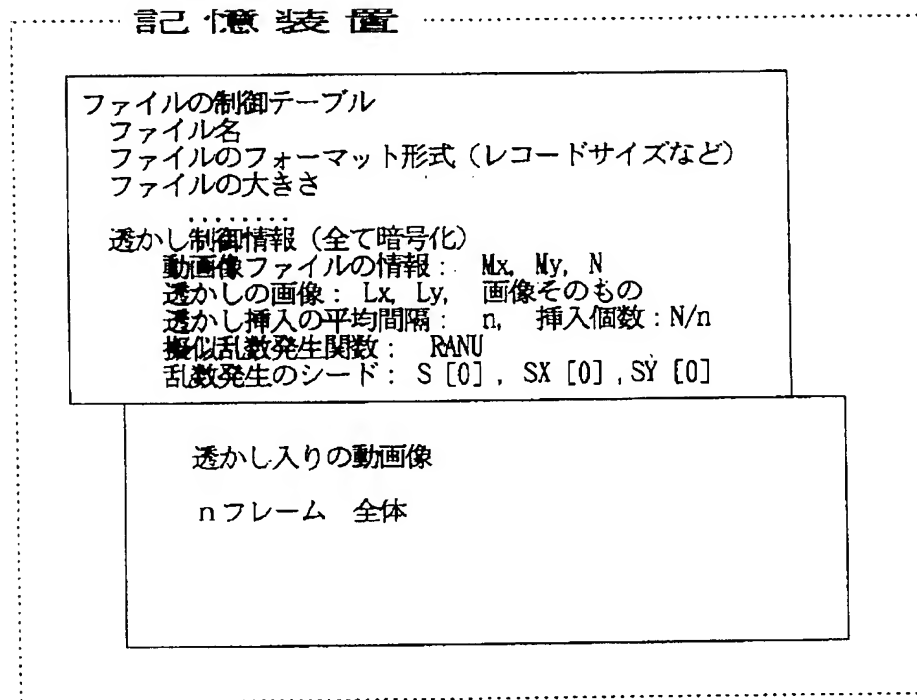 記憶装置
ファイルの制御テーブル
ファイル名
ファイルのフォーマット形式（レコードサイズなど）
ファイルの大きさ
........
透かし制御情報（全て暗号化）
動画像ファイルの情報： Mx, My, N
透かしの画像： Lx, Ly, 画像そのもの
透かし挿入の平均間隔： n, 挿入個数：N/n
擬似乱数発生関数： RANU
乱数発生のシード： S [0] , SX [0] , SY [0]
透かし入りの動画像
nフレーム 全体